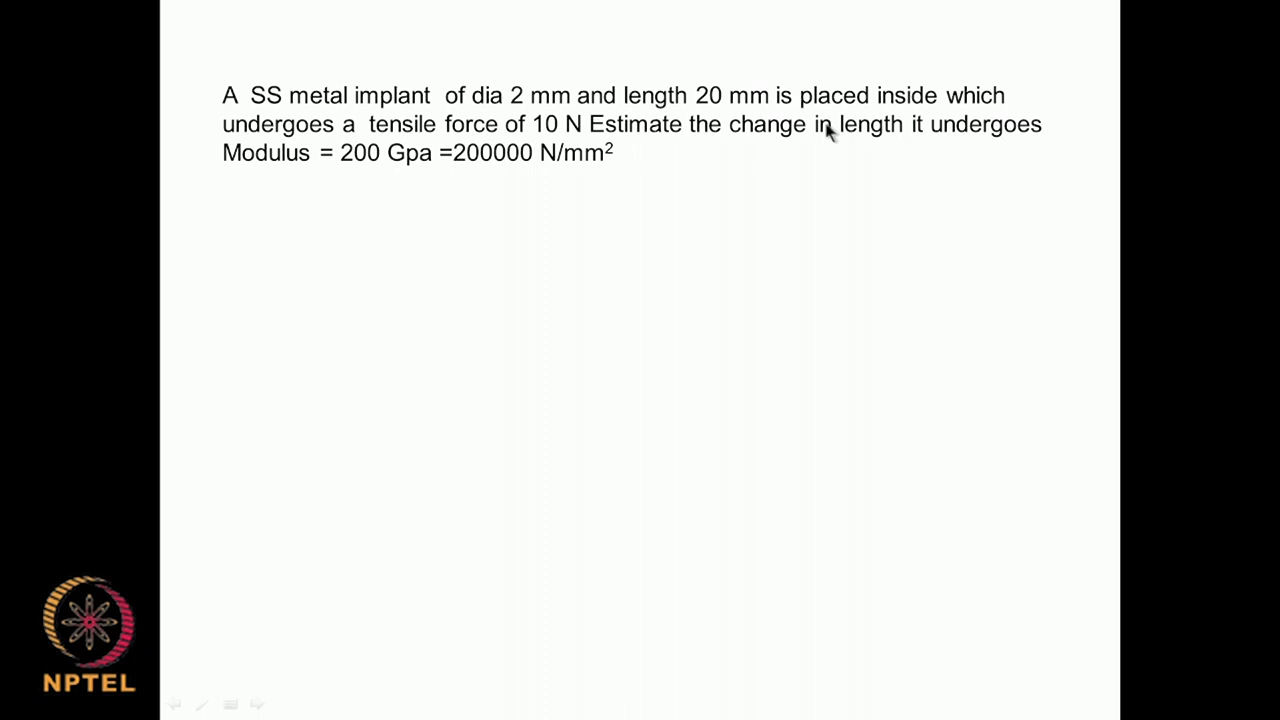 A SS metal implant of dia 2 mm and length 20 mm is placed inside which
undergoes a tensile force of 10 N Estimate the change in length it undergoes
Modulus = 200 Gpa =200000 N/mm²
NPTEL